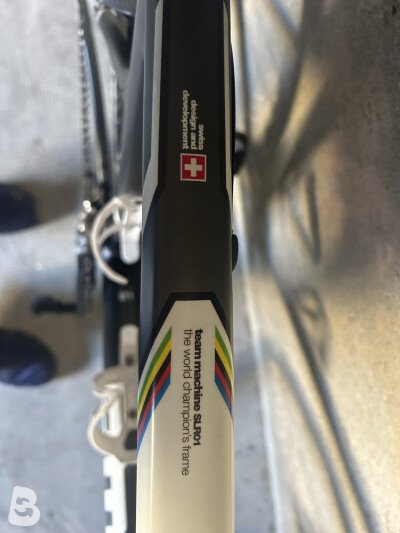 swiss
design and
development
team machine SLR01
the world champion's frame